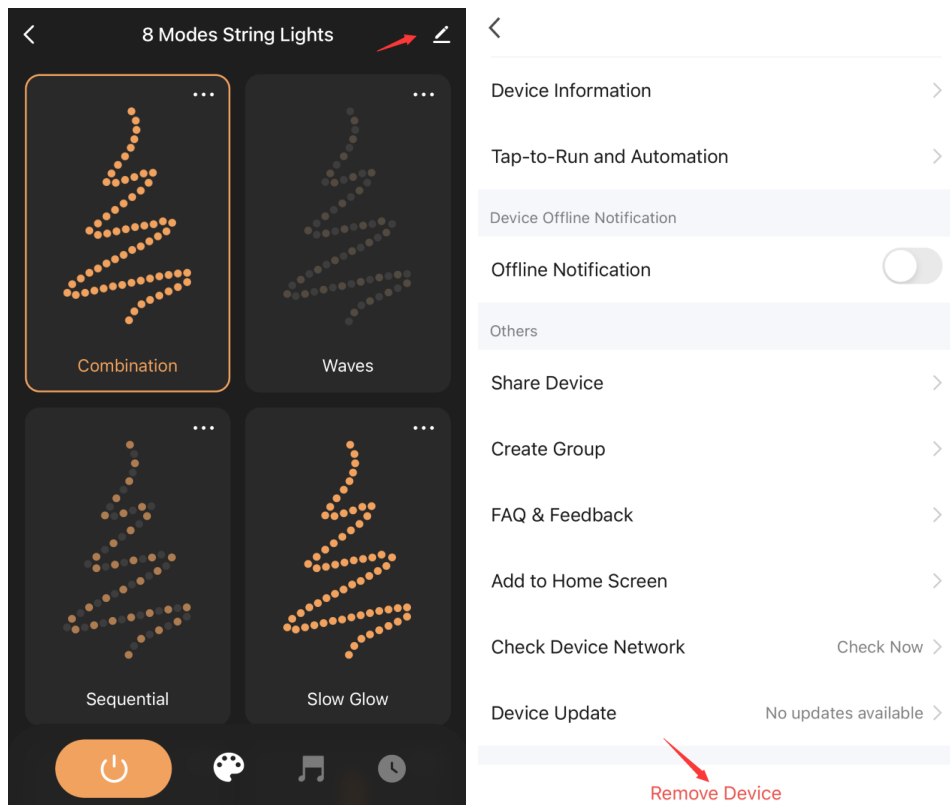 8 Modes String Lights
Combination
Waves
Sequential
Slow Glow
Device Information
Tap-to-Run and Automation
Device Offline Notification
Offline Notification
Others
Share Device
Create Group
FAQ & Feedback
Add to Home Screen
Check Device Network Check Now
Device Update No updates available
Remove Device